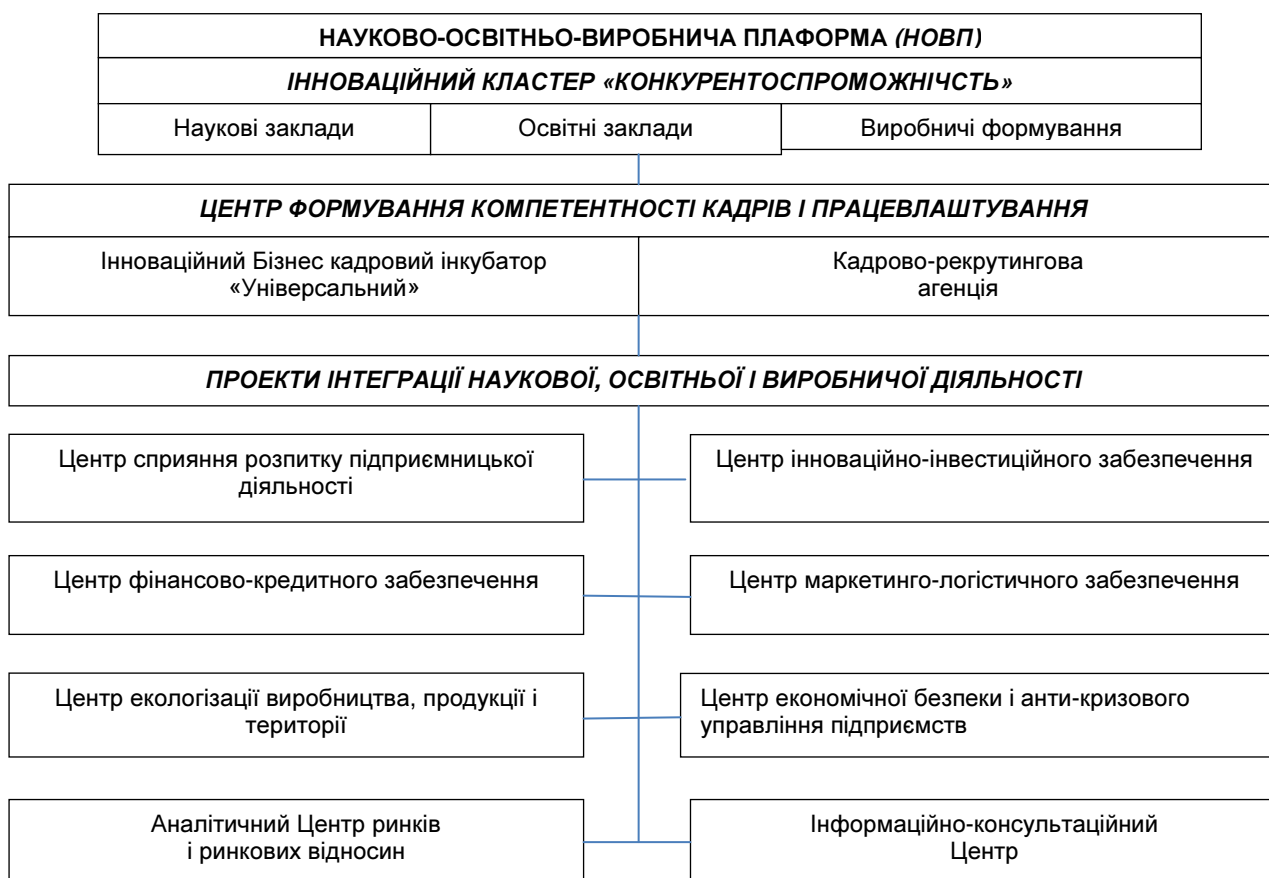 НАУКОВО-ОСВІТНЬО-ВИРОБНИЧА ПЛАФОРМА (НОВП)
ІННОВАЦІЙНИЙ КЛАСТЕР «КОНКУРЕНТОСПРОМОЖНІЧСТЬ»
Наукові заклади
Освітні заклади
Виробничі формування
ЦЕНТР ФОРМУВАННЯ КОМПЕТЕНТНОСТІ КАДРІВ І ПРАЦЕВЛАШТУВАННЯ
Інноваційний Бізнес кадровий інкубатор
«Універсальний»
Кадрово-рекрутингова
агенція
ПРОЕКТИ ІНТЕГРАЦІЇ НАУКОВОЇ, ОСВІТНЬОЇ І ВИРОБНИЧОЇ ДІЯЛЬНОСТІ
Центр сприяння розпитку підприємницької
діяльності
Центр інноваційно-інвестиційного забезпечення
Центр фінансово-кредитного забезпечення
Центр маркетинго-логістичного забезпечення
Центр екологізації виробництва, продукції і
території
Центр економічної безпеки і анти-кризового
управління підприємств
Аналітичний Центр ринків
і ринкових відносин
Інформаційно-консультаційний
Центр